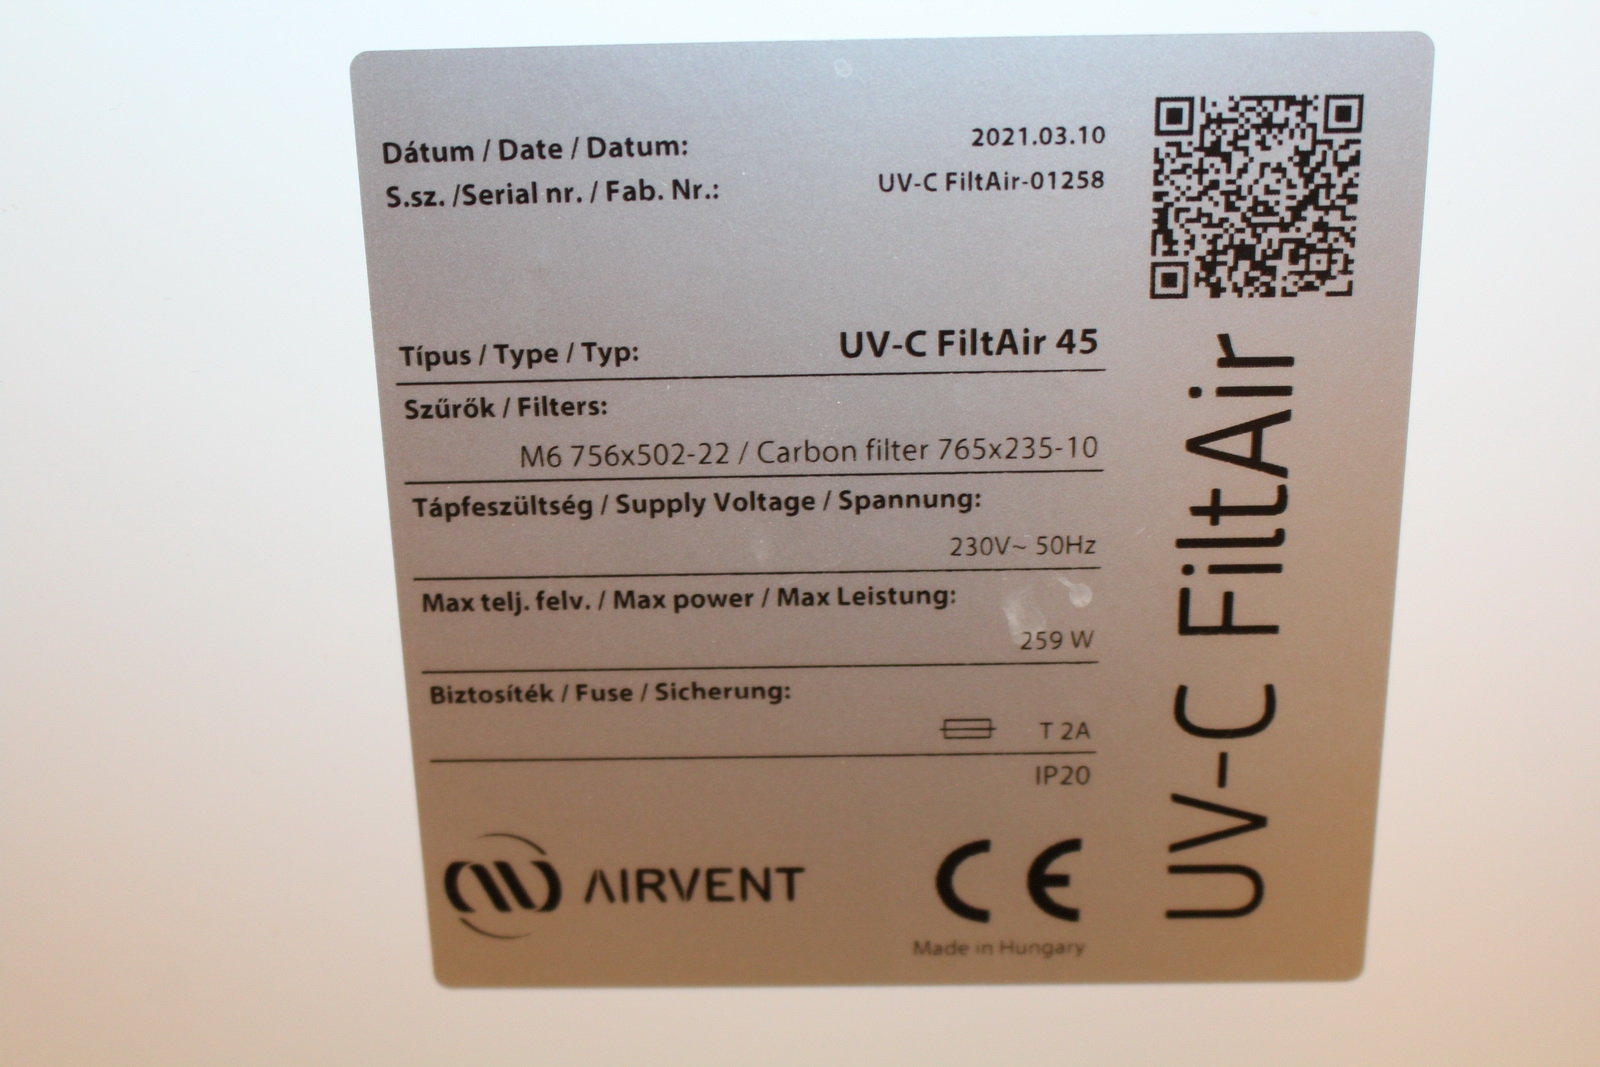 Dátum / Date / Datum: 2021.03.10
S.sz. /Serial nr. / Fab. Nr.: UV-C FiltAir-01258
Típus / Type / Typ: UV-C FiltAir 45
Szűrők / Filters:
M6 756x502-22 / Carbon filter 765x235-10
Tápfeszültség / Supply Voltage / Spannung:
230V~ 50Hz
Max telj. felv. / Max power / Max Leistung:
259 W
Biztosíték / Fuse / Sicherung:
T 2A
IP20
AIRVENT
CE
Made in Hungary
UV-C FiltAir